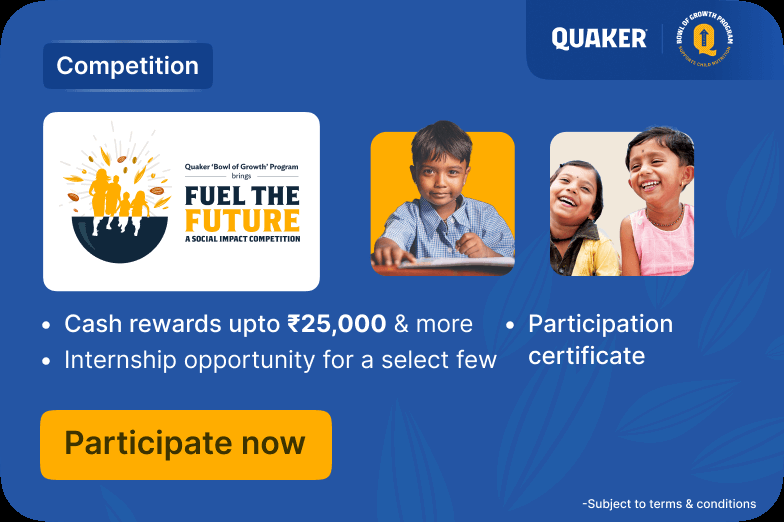 Competition
QUAKER
BOWL OF GROWTH PROGRAM
SUPPORTS CHILD NUTRITION
Quaker ‘Bowl of Growth’ Program
brings
FUEL THE
FUTURE
A SOCIAL IMPACT COMPETITION
• Cash rewards upto ₹25,000 & more
• Internship opportunity for a select few
• Participation
certificate
Participate now
-Subject to terms & conditions